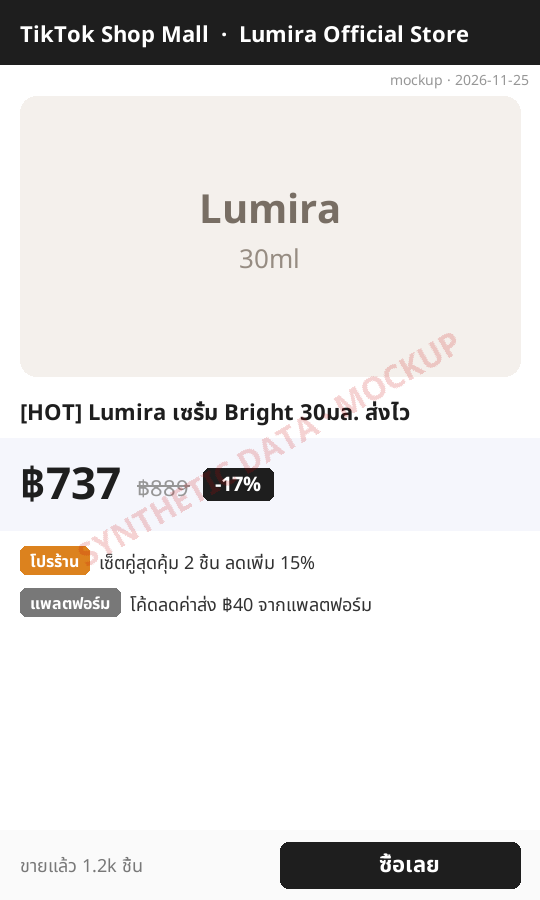 TikTok Shop Mall · Lumira Official Store
mockup · 2026-11-25
Lumira
30ml
[HOT] Lumira เซรั่ม Bright 30มล. ส่งไว
฿737 ฿889 -17%
โปรร้าน เซ็ตคู่สุดคุ้ม 2 ชิ้น ลดเพิ่ม 15%
แพลตฟอร์ม โค้ดลดค่าส่ง ฿40 จากแพลตฟอร์ม
SYNTHETIC DATA · MOCKUP
ขายแล้ว 1.2k ชิ้น
ซื้อเลย